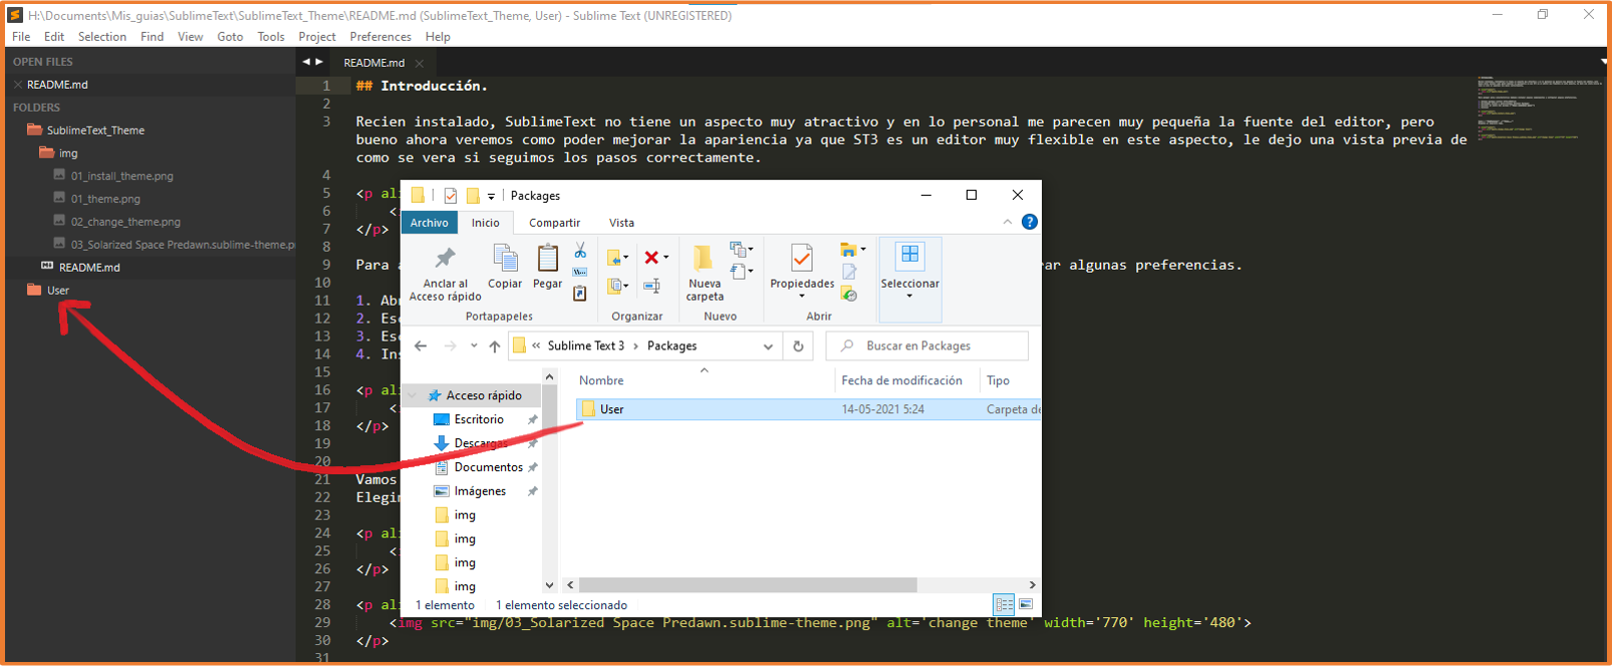 H:\Documents\Mis_guias\SublimeText\SublimeText_Theme\README.md (SublimeText_Theme, User) - Sublime Text (UNREGISTERED)
File Edit Selection Find View Goto Tools Project Preferences Help
OPEN FILES
README.md
FOLDERS
SublimeText_Theme
img
01_install_theme.png
01_theme.png
02_change_theme.png
03_Solarized Space Predawn.sublime-theme.p
README.md
User
README.md
1 ## Introducción.
2
3 Recien instalado, SublimeText no tiene un aspecto muy atractivo y en lo personal me parecen muy pequeña la fuente del editor, pero
bueno ahora veremos como poder mejorar la apariencia ya que ST3 es un editor muy flexible en este aspecto, le dejo una vista previa de
como se vera si seguimos los pasos correctamente.
4
5 <p ali
6 <
7 </p>
8
9 Para a
rar algunas preferencias.
10
11 1. Ab
12 2. Es
13 3. Es
14 4. Ins
15
16 <p ali
17 <
18 </p>
19
20
21 Vamos
22 Elegin
23
24 <p ali
25 <
26 </p>
27
28 <p ali
29 <img src="img/03_Solarized Space Predawn.sublime-theme.png" alt='change theme' width='770' height='480'>
30 </p>
31
Packages
Archivo Inicio Compartir Vista
Anclar al
Acceso rápido
Copiar
Pegar
Portapapeles
Organizar
Nueva
carpeta
Nuevo
Propiedades
Abrir
Seleccionar
« Sublime Text 3 › Packages
Buscar en Packages
Acceso rápido
Escritorio
Descargas
Documentos
Imágenes
img
img
img
img
Nombre Fecha de modificación Tipo
User 14-05-2021 5:24 Carpeta de
1 elemento 1 elemento seleccionado